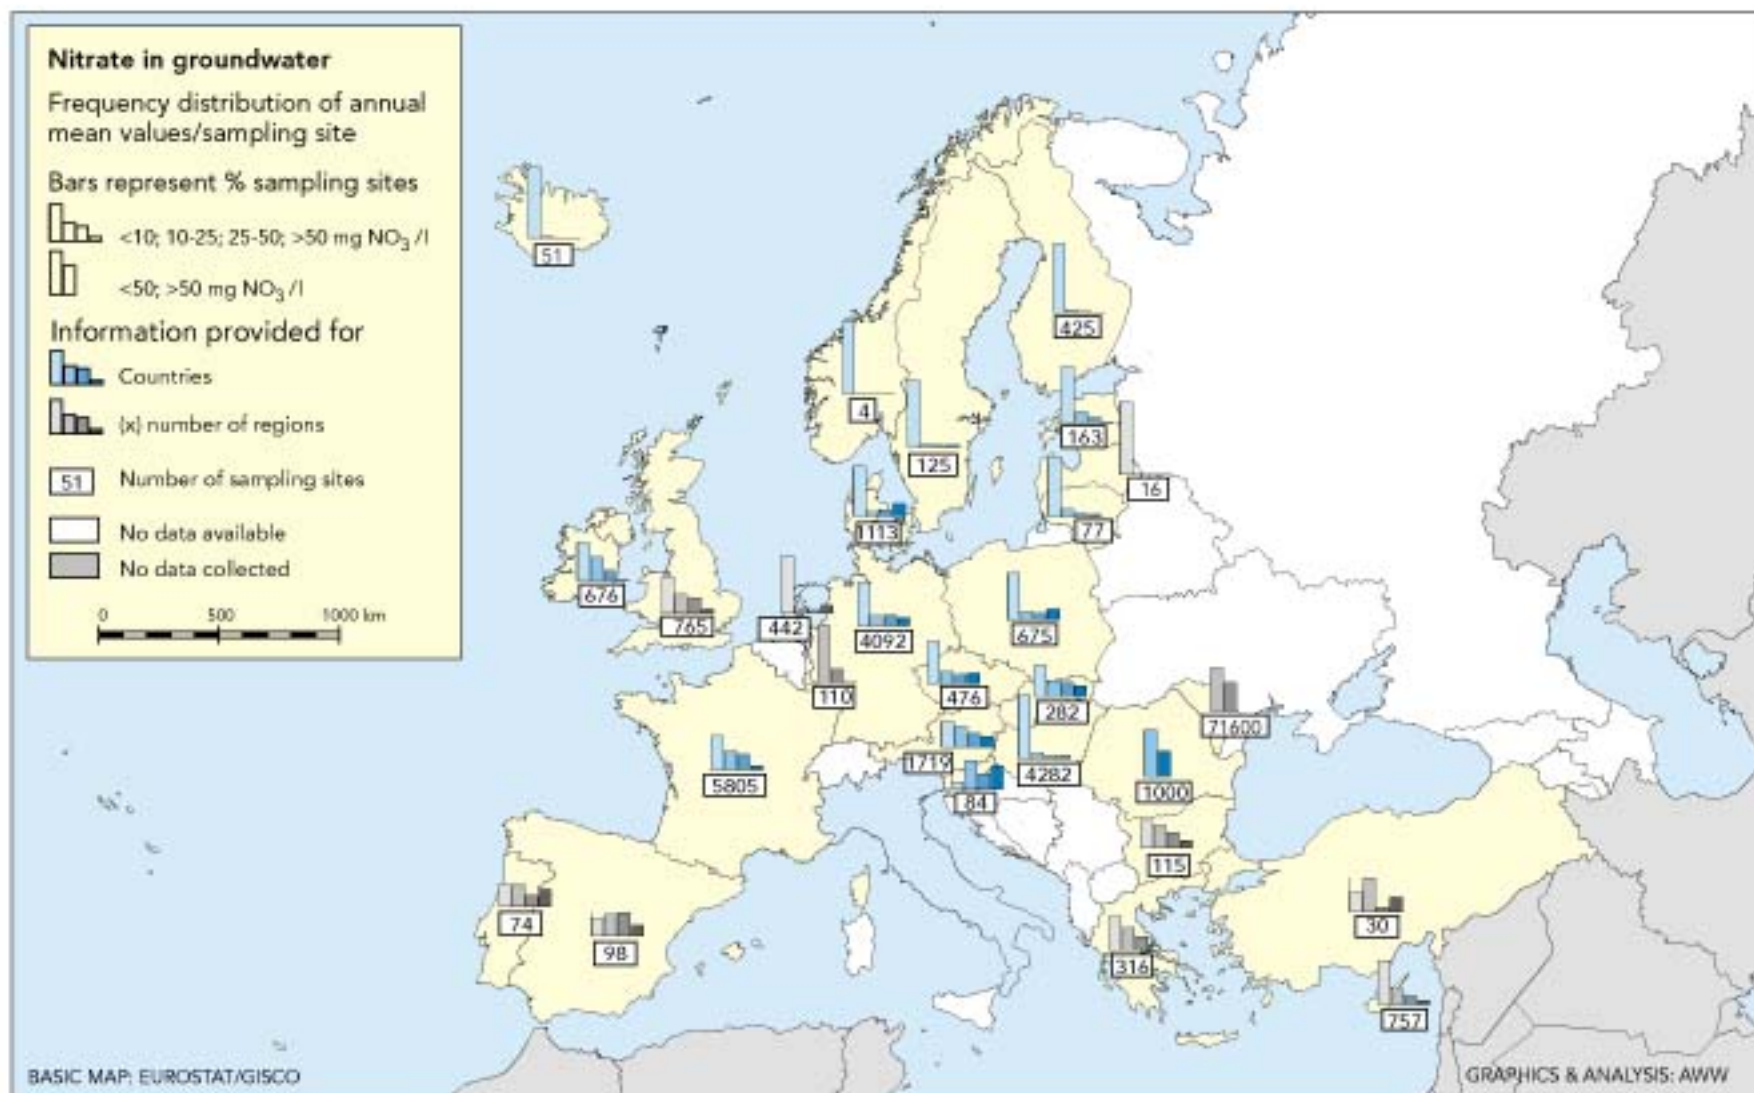 Nitrate in groundwater
Frequency distribution of annual
mean values/sampling site
Bars represent % sampling sites
<10; 10-25; 25-50; >50 mg NO3 /l
<50; >50 mg NO3 /l
Information provided for
Countries
(x) number of regions
51 Number of sampling sites
No data available
No data collected
0 500 1000 km
51
425
4
163
125
16
1113
77
676
765
442
4092
675
110
476
282
71600
1719
4282
5805
84
1000
115
74
98
30
316
757
BASIC MAP: EUROSTAT/GISCO
GRAPHICS & ANALYSIS: AWW